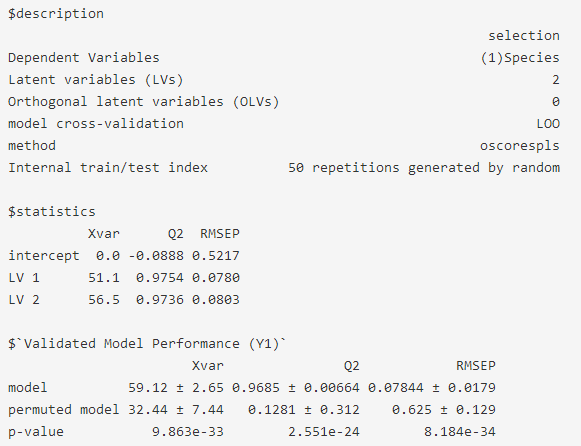 $description
selection
Dependent Variables (1)Species
Latent variables (LVs) 2
Orthogonal latent variables (OLVs) 0
model cross-validation LOO
method oscorespls
Internal train/test index 50 repetitions generated by random
$statistics
Xvar Q2 RMSEP
intercept 0.0 -0.0888 0.5217
LV 1 51.1 0.9754 0.0780
LV 2 56.5 0.9736 0.0803
$`Validated Model Performance (Y1)`
Xvar Q2 RMSEP
model 59.12 ± 2.65 0.9685 ± 0.00664 0.07844 ± 0.0179
permuted model 32.44 ± 7.44 0.1281 ± 0.312 0.625 ± 0.129
p-value 9.863e-33 2.551e-24 8.184e-34